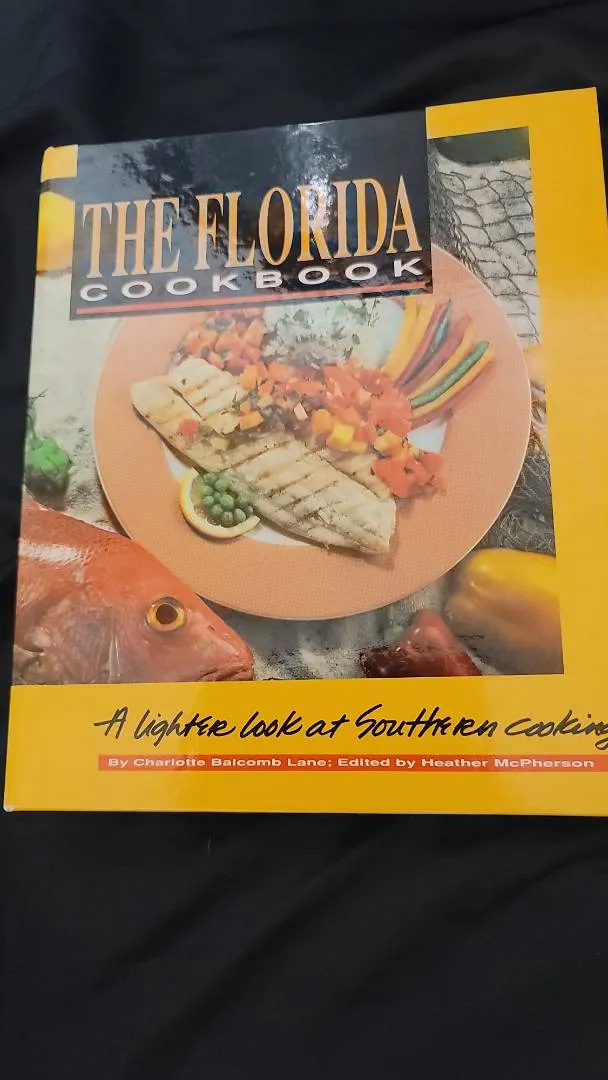 THE FLORIDA
COOKBOOK
A lighter look at Southern cooking
By Charlotte Balcomb Lane; Edited by Heather McPherson